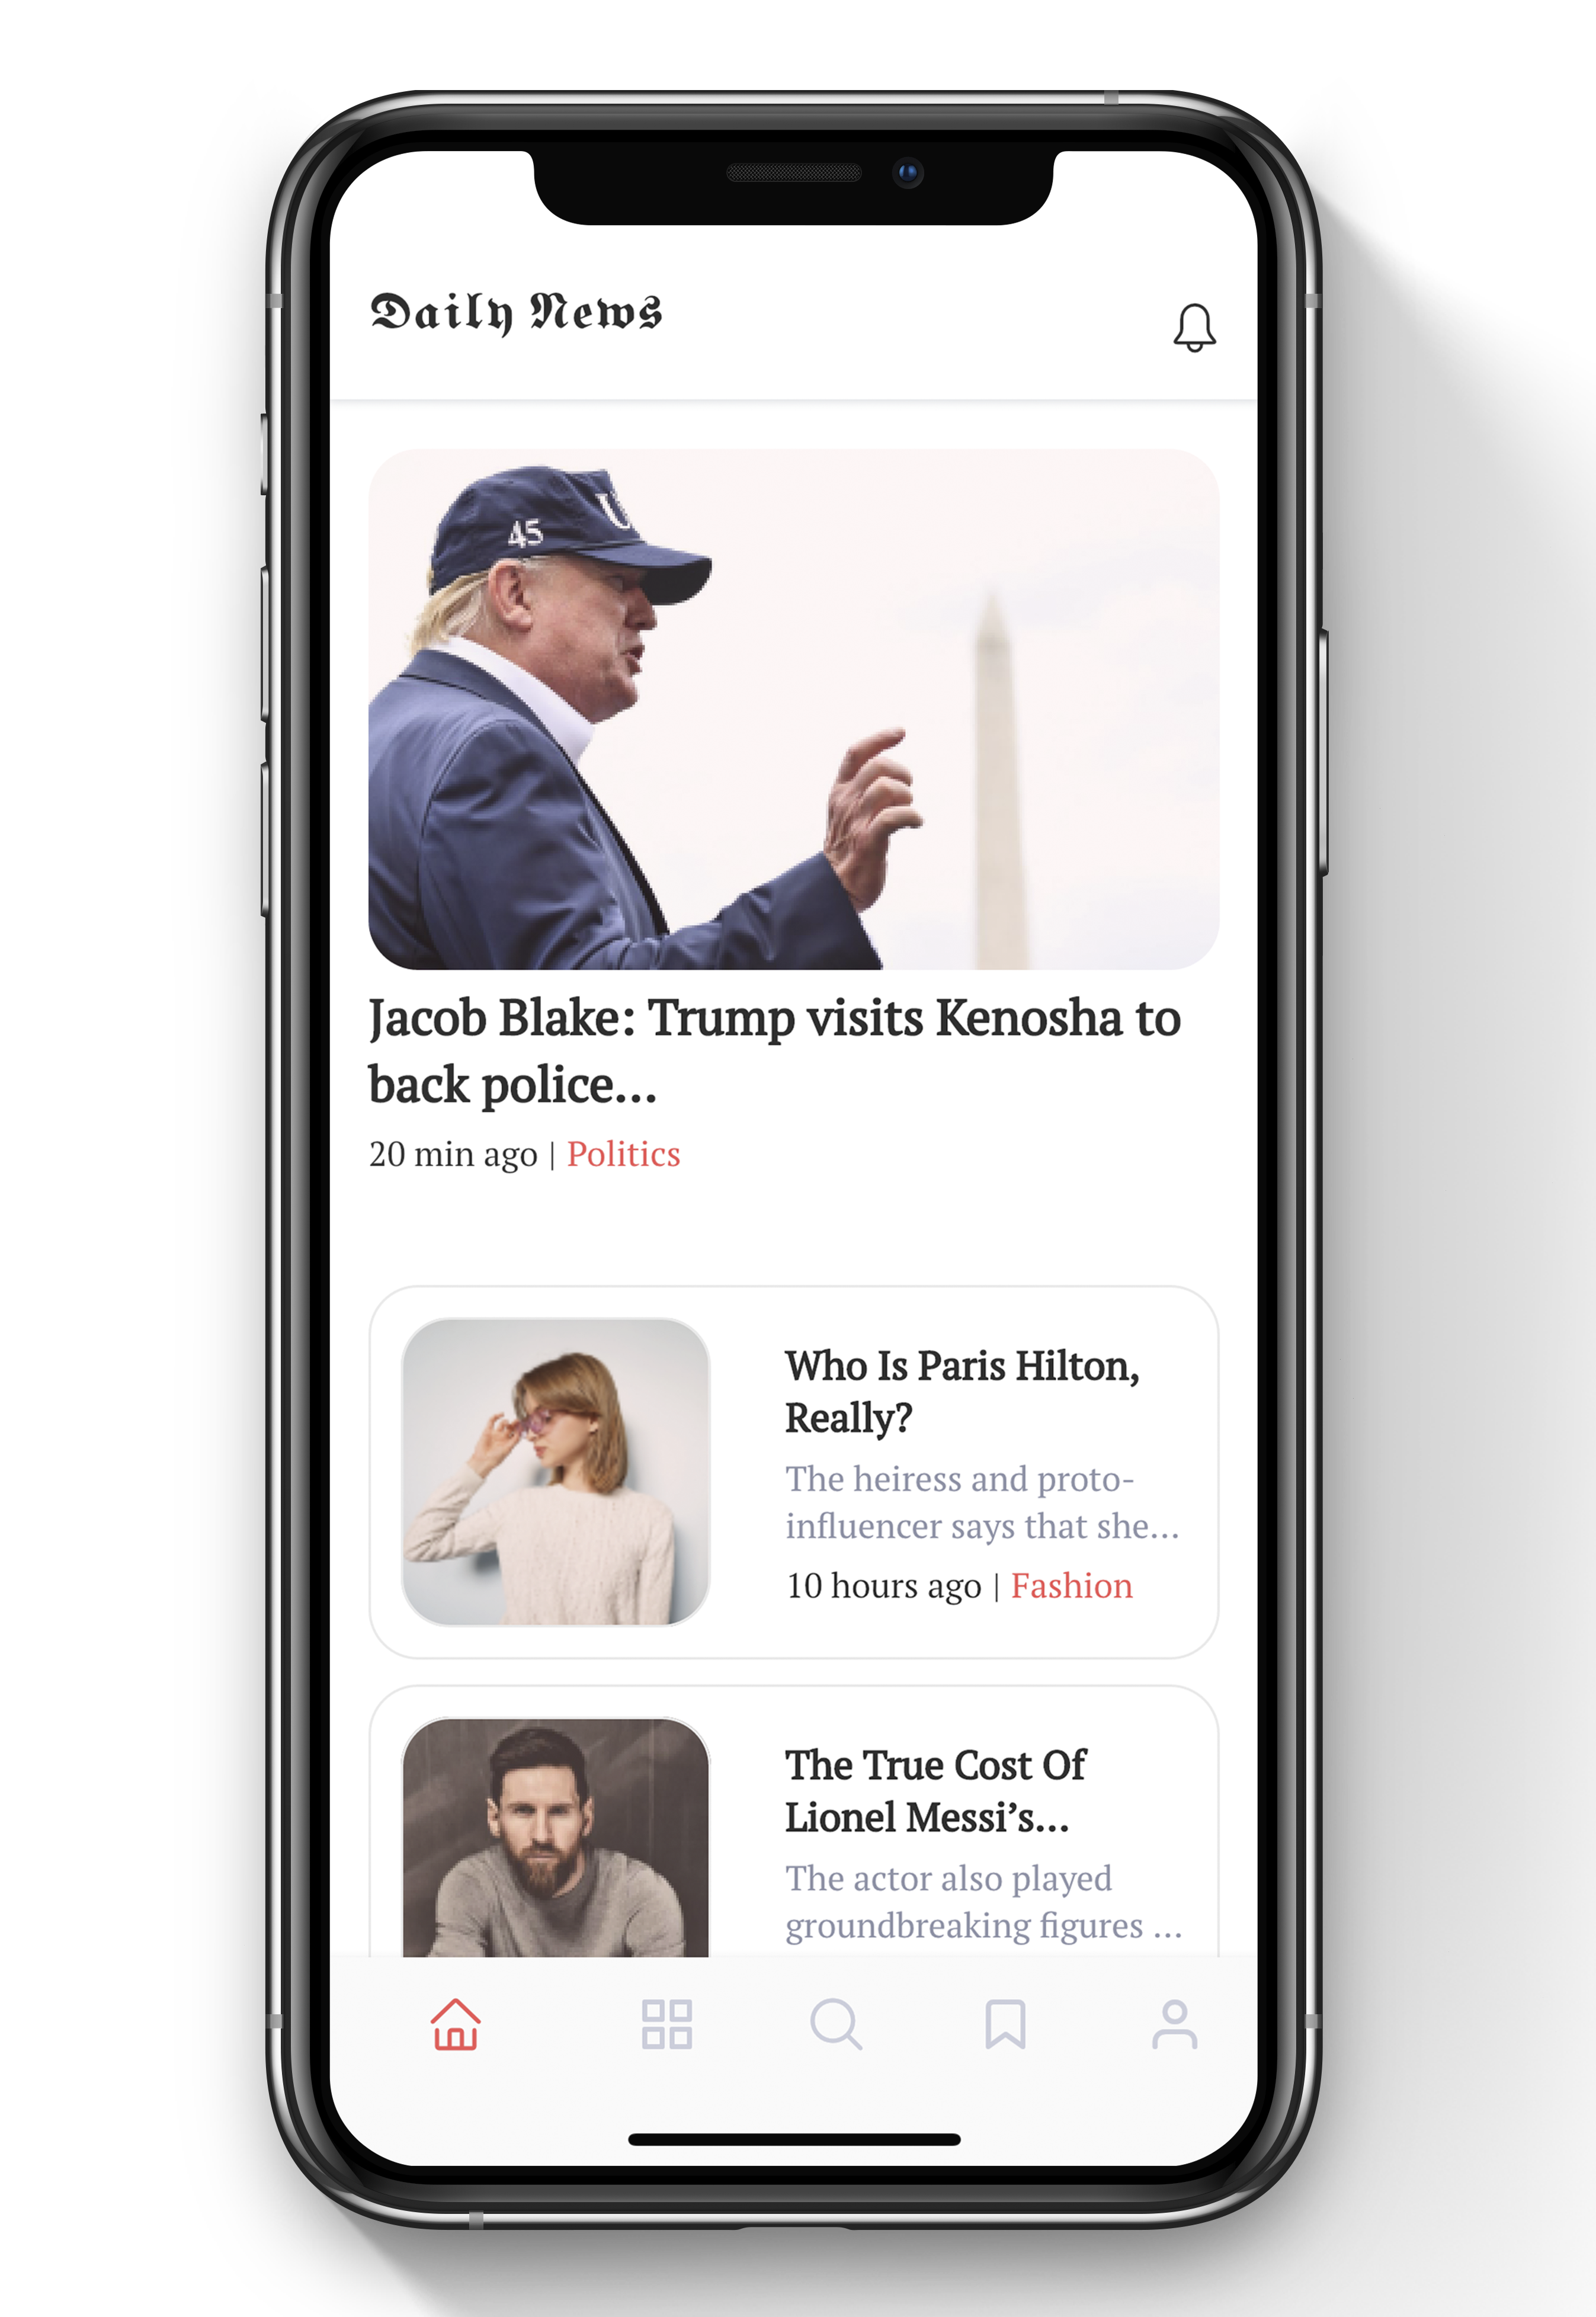 Daily News
45
U
Jacob Blake: Trump visits Kenosha to
back police...
20 min ago | Politics
Who Is Paris Hilton,
Really?
The heiress and proto-
influencer says that she...
10 hours ago | Fashion
The True Cost Of
Lionel Messi’s...
The actor also played
groundbreaking figures ...